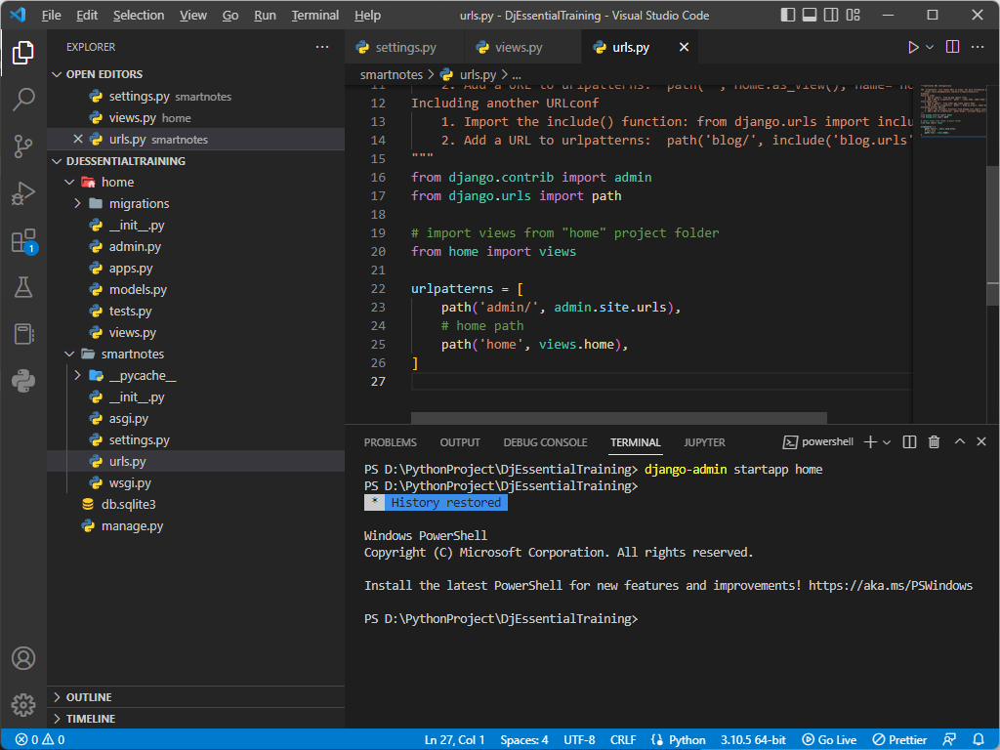 File Edit Selection View Go Run Terminal Help urls.py - DjEssentialTraining - Visual Studio Code
EXPLORER
OPEN EDITORS
settings.py smartnotes
views.py home
urls.py smartnotes
DJESSENTIALTRAINING
home
migrations
__init__.py
admin.py
apps.py
models.py
tests.py
views.py
smartnotes
__pycache__
__init__.py
asgi.py
settings.py
urls.py
wsgi.py
db.sqlite3
manage.py
OUTLINE
TIMELINE
1
settings.py views.py urls.py
smartnotes > urls.py > ...
11 2. Add a URL to urlpatterns: path('', Home.as_view(), name='ho
12 Including another URLconf
13 1. Import the include() function: from django.urls import inclu
14 2. Add a URL to urlpatterns: path('blog/', include('blog.urls'
15 """
16 from django.contrib import admin
17 from django.urls import path
18
19 # import views from "home" project folder
20 from home import views
21
22 urlpatterns = [
23 path('admin/', admin.site.urls),
24 # home path
25 path('home', views.home),
26 ]
27
PROBLEMS OUTPUT DEBUG CONSOLE TERMINAL JUPYTER powershell
PS D:\PythonProject\DjEssentialTraining> django-admin startapp home
PS D:\PythonProject\DjEssentialTraining>
* History restored
Windows PowerShell
Copyright (C) Microsoft Corporation. All rights reserved.
Install the latest PowerShell for new features and improvements! https://aka.ms/PSWindows
PS D:\PythonProject\DjEssentialTraining>
0 0 Ln 27, Col 1 Spaces: 4 UTF-8 CRLF Python 3.10.5 64-bit Go Live Prettier